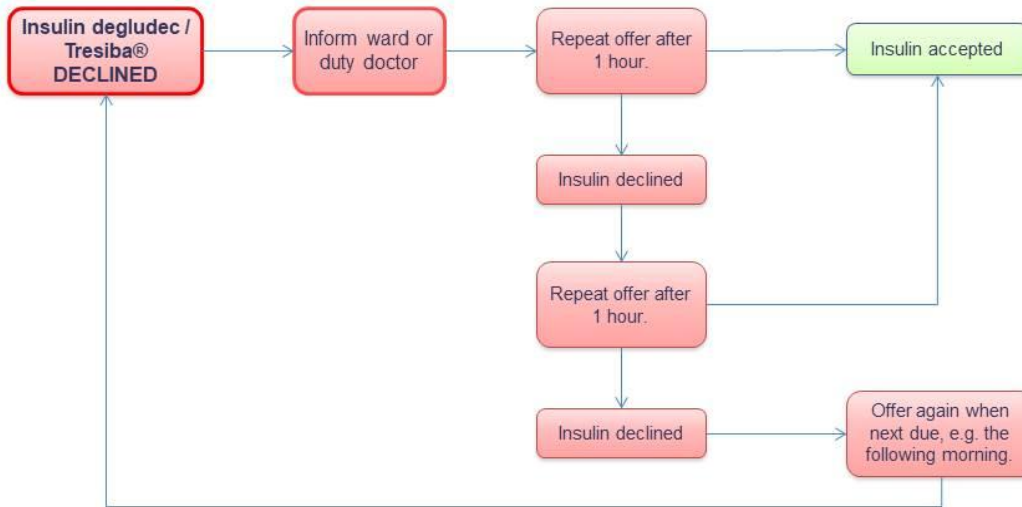 Insulin degludec /
Tresiba®
DECLINED
Inform ward or
duty doctor
Repeat offer after
1 hour.
Insulin accepted
Insulin declined
Repeat offer after
1 hour.
Insulin declined
Offer again when
next due, e.g. the
following morning.